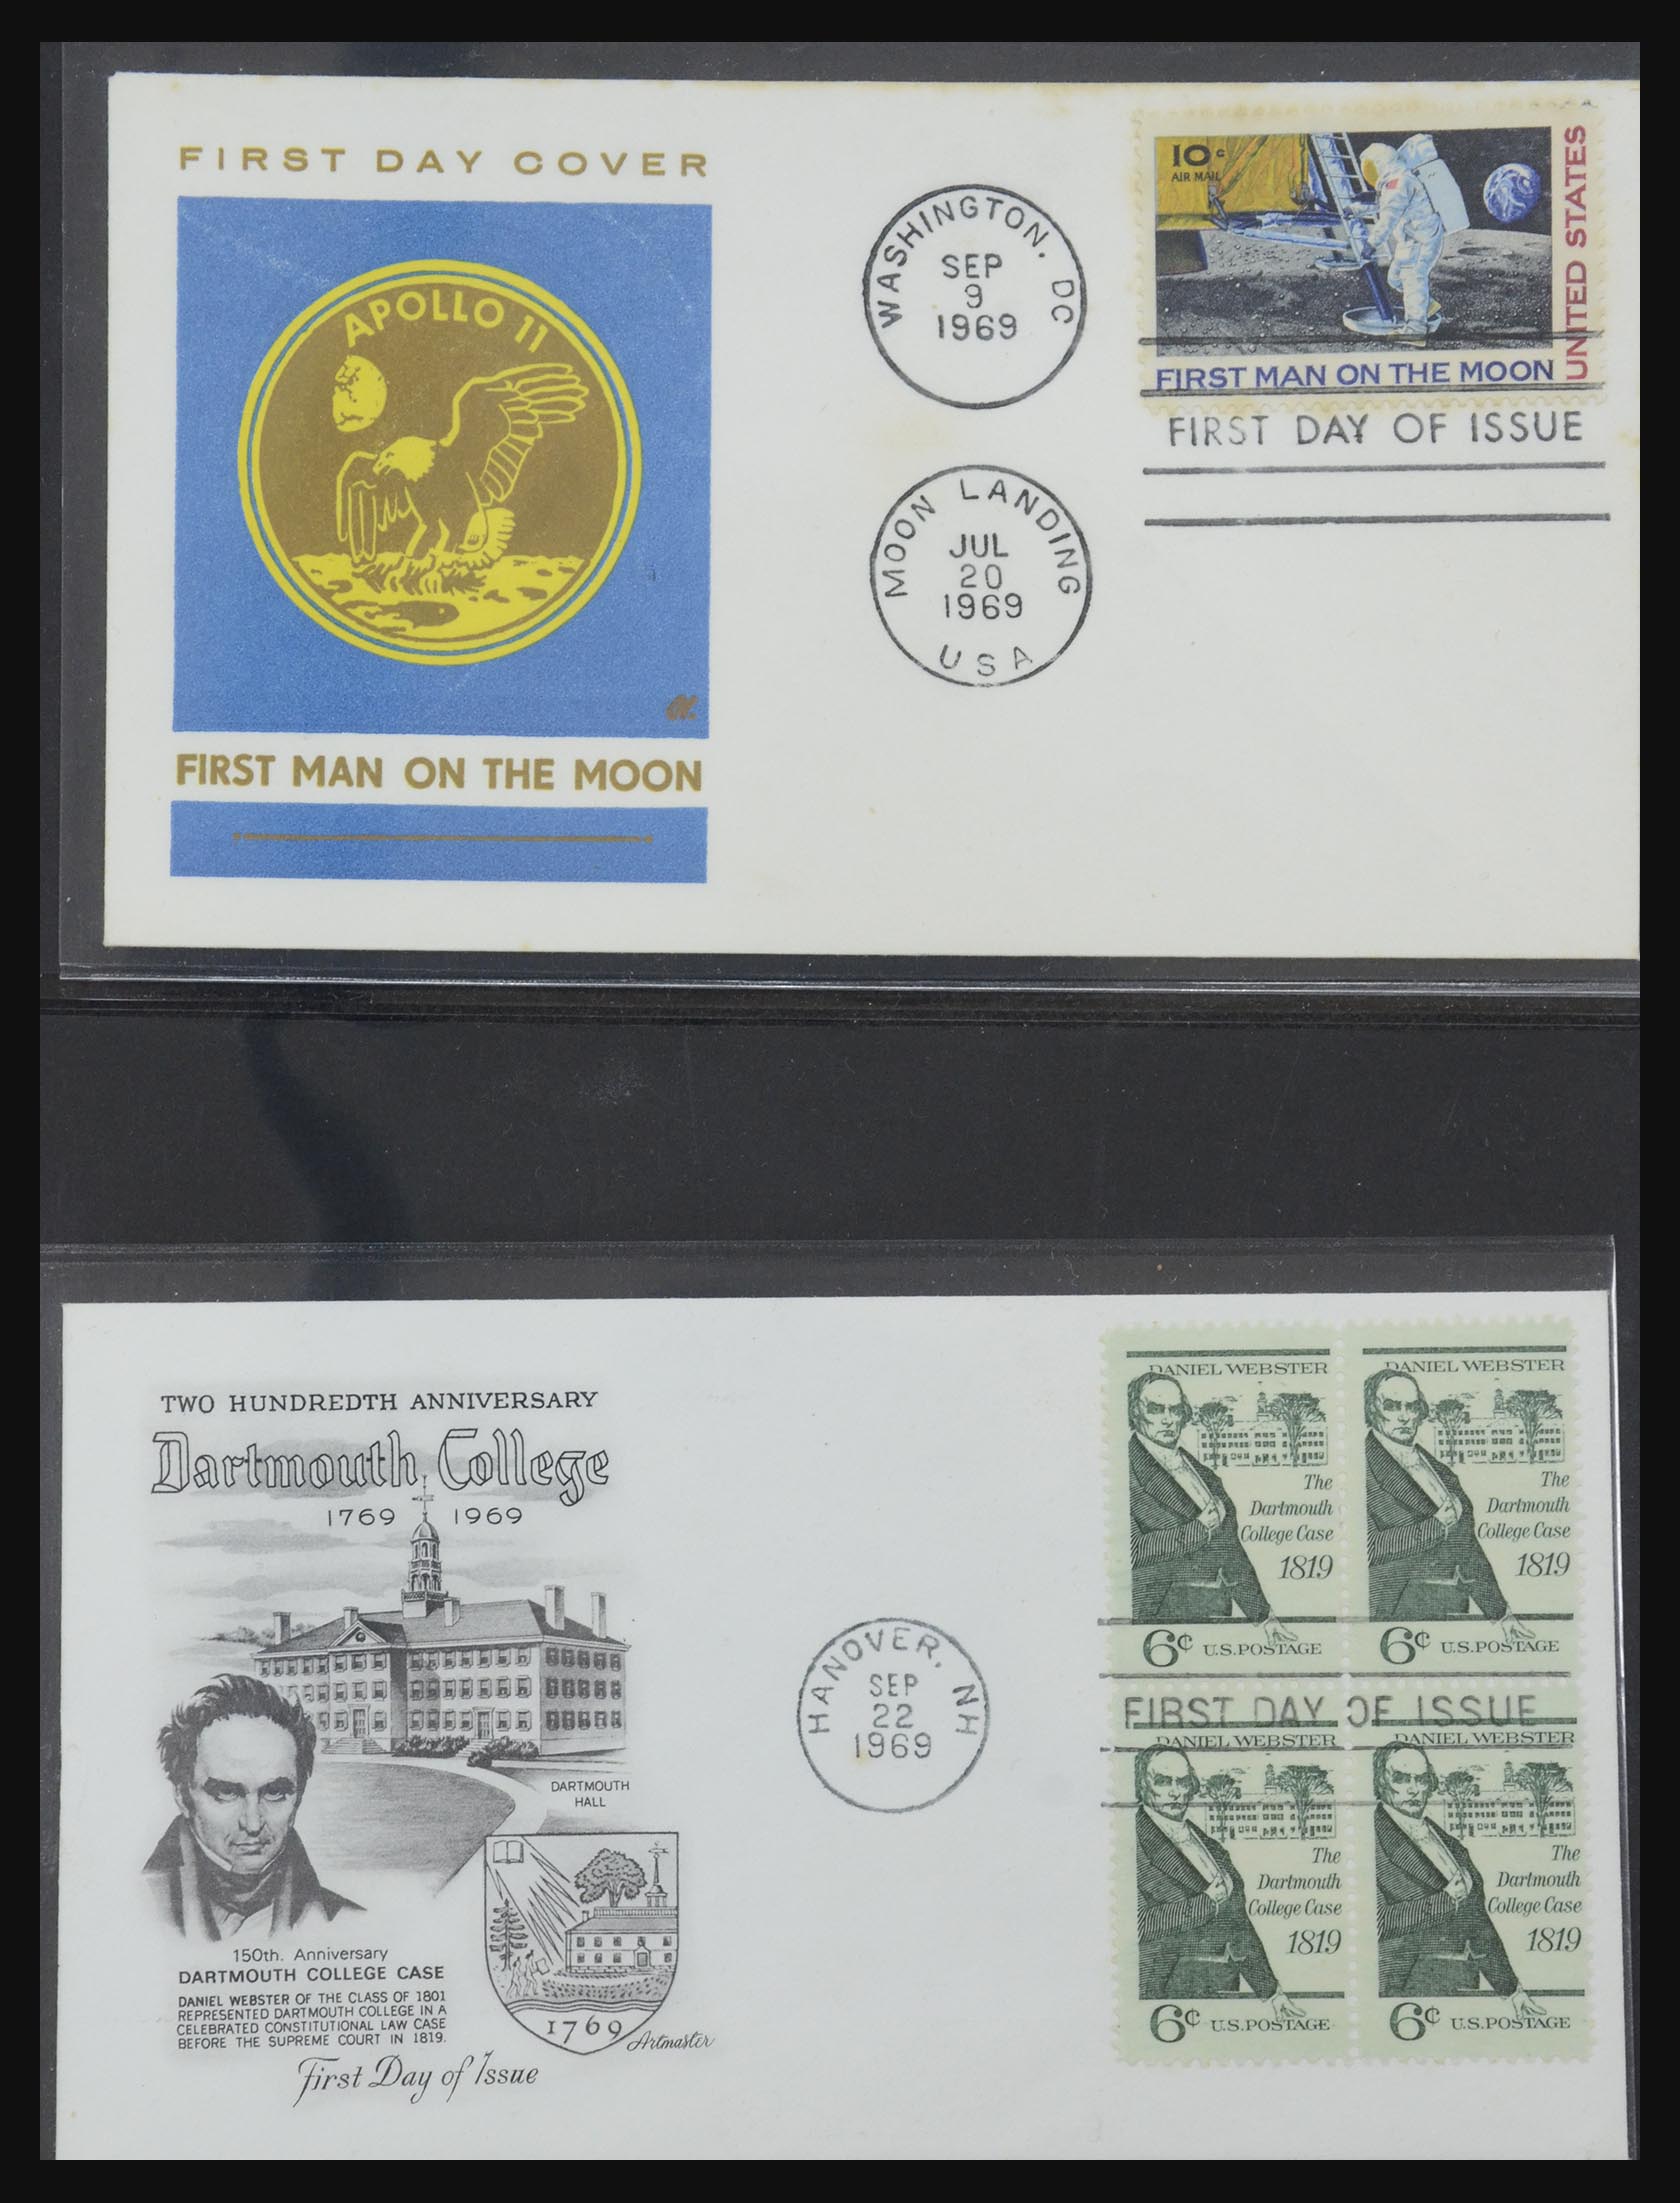 FIRST DAY COVER
APOLLO 11
FIRST MAN ON THE MOON
WASHINGTON, DC
SEP
9
1969
MOON LANDING
JUL
20
1969
USA
10c
AIR MAIL
UNITED STATES
FIRST MAN ON THE MOON
FIRST DAY OF ISSUE
TWO HUNDREDTH ANNIVERSARY
Dartmouth College
1769 1969
DARTMOUTH
HALL
150th. Anniversary
DARTMOUTH COLLEGE CASE
DANIEL WEBSTER OF THE CLASS OF 1801
REPRESENTED DARTMOUTH COLLEGE IN A
CELEBRATED CONSTITUTIONAL LAW CASE
BEFORE THE SUPREME COURT IN 1819.
1769
Artmaster
First Day of Issue
HANOVER, NH
SEP
22
1969
DANIEL WEBSTER
The
Dartmouth
College Case
1819
6¢ U.S.POSTAGE
DANIEL WEBSTER
The
Dartmouth
College Case
1819
6¢ U.S.POSTAGE
FIRST DAY OF ISSUE
DANIEL WEBSTER
The
Dartmouth
College Case
1819
6¢ U.S.POSTAGE
DANIEL WEBSTER
The
Dartmouth
College Case
1819
6¢ U.S.POSTAGE